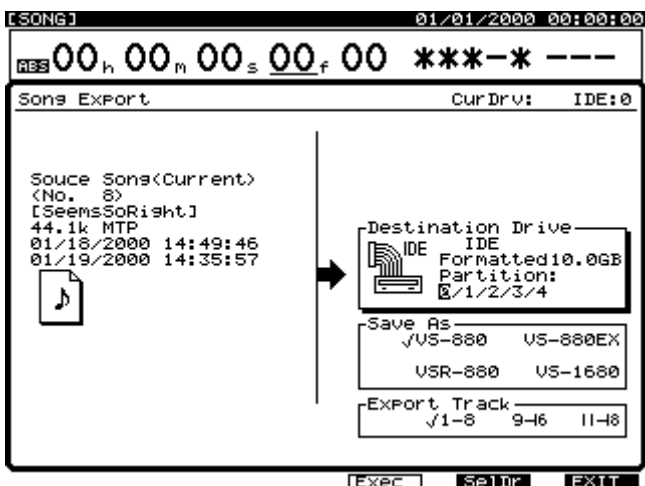 [SONG] 01/01/2000 00:00:00
ABS 00h 00m 00s 00f 00 ***-* ---
Song Export CurDrv: IDE:0
Souce Song(Current)
(No. 8)
[SeemsSoRight]
44.1k MTP
01/18/2000 14:49:46
01/19/2000 14:35:57
Destination Drive
IDE
IDE
Formatted10.0GB
Partition:
0/1/2/3/4
Save As
√VS-880 VS-880EX
VSR-880 VS-1680
Export Track
√1-8 9-16 11-18
Exec SelDr EXIT